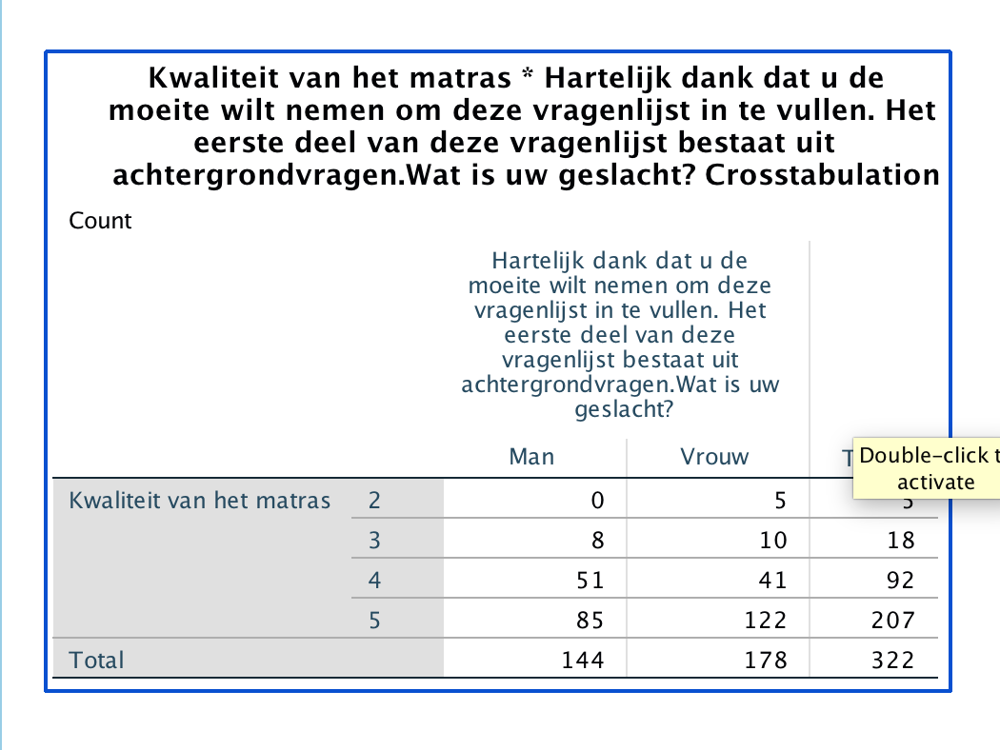 Kwaliteit van het matras * Hartelijk dank dat u de
moeite wilt nemen om deze vragenlijst in te vullen. Het
eerste deel van deze vragenlijst bestaat uit
achtergrondvragen.Wat is uw geslacht? Crosstabulation
Count
Hartelijk dank dat u de
moeite wilt nemen om deze
vragenlijst in te vullen. Het
eerste deel van deze
vragenlijst bestaat uit
achtergrondvragen.Wat is uw
geslacht?
Man Vrouw
Double-click t
activate
Kwaliteit van het matras 2 0 5 5
3 8 10 18
4 51 41 92
5 85 122 207
Total 144 178 322